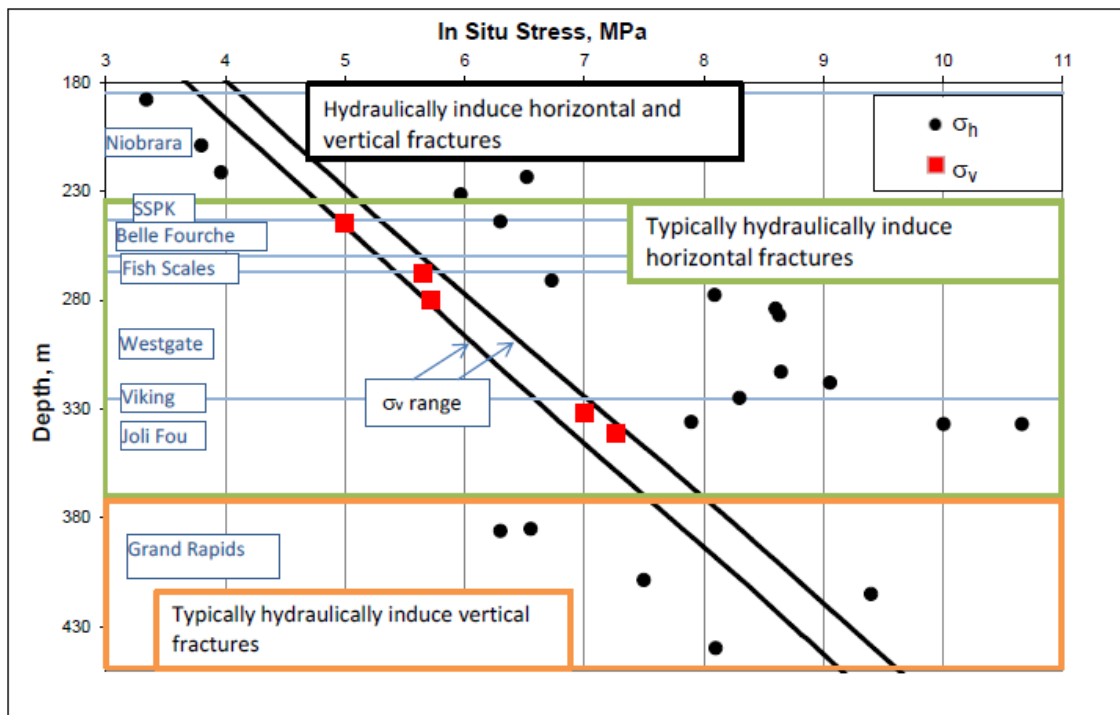 In Situ Stress, MPa
3 4 5 6 7 8 9 10 11
Depth, m
180
230
280
330
380
430
Hydraulically induce horizontal and
vertical fractures
σh
σv
Niobrara
SSPK
Belle Fourche
Fish Scales
Typically hydraulically induce
horizontal fractures
Westgate
σv range
Viking
Joli Fou
Grand Rapids
Typically hydraulically induce vertical
fractures